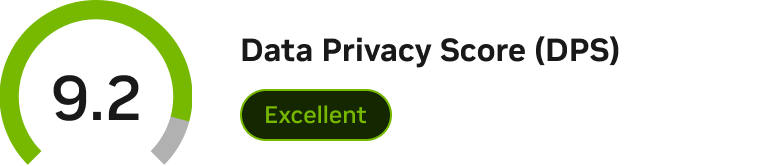 9.2
Data Privacy Score (DPS)
Excellent